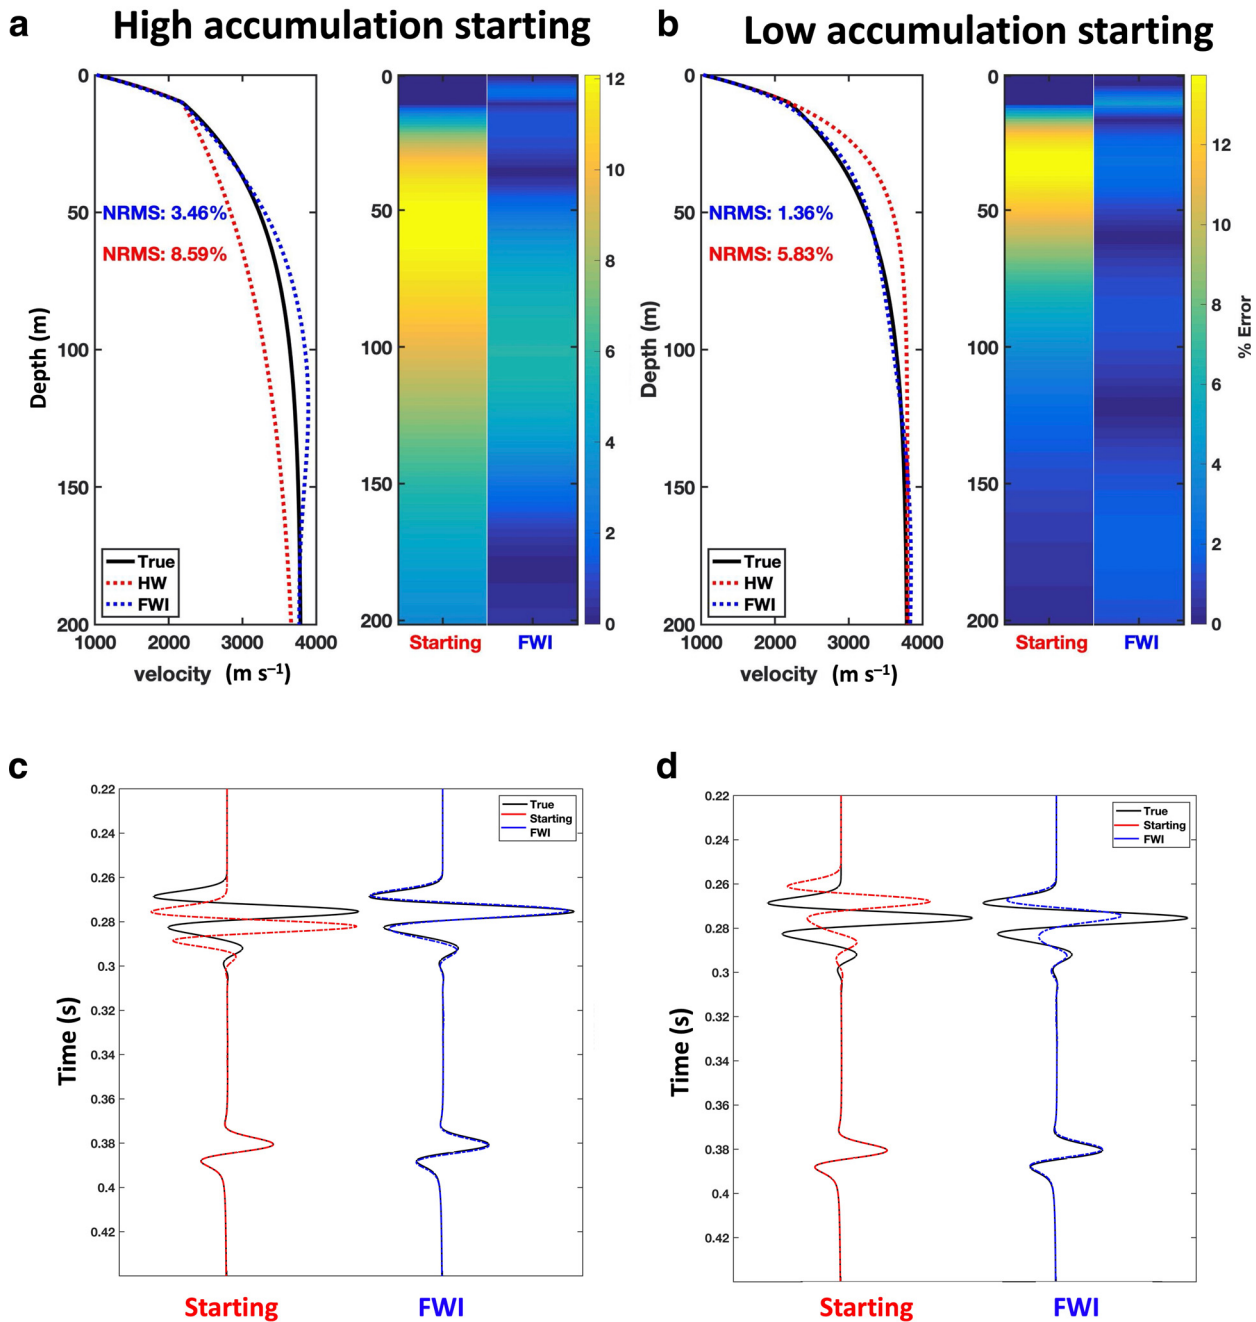 a
High accumulation starting
0
50
100
150
200
Depth (m)
NRMS: 3.46%
NRMS: 8.59%
True
HW
FWI
1000
2000
3000
4000
velocity (m s–1)
0
50
100
150
200
Starting
FWI
12
10
8
6
4
2
0
b
Low accumulation starting
0
50
100
150
200
Depth (m)
NRMS: 1.36%
NRMS: 5.83%
True
HW
FWI
1000
2000
3000
4000
velocity (m s–1)
0
50
100
150
200
Starting
FWI
12
10
8
6
4
2
0
% Error
c
0.22
0.24
0.26
0.28
0.3
0.32
0.34
0.36
0.38
0.4
0.42
Time (s)
True
Starting
FWI
Starting
FWI
d
0.22
0.24
0.26
0.28
0.3
0.32
0.34
0.36
0.38
0.4
0.42
Time (s)
True
Starting
FWI
Starting
FWI